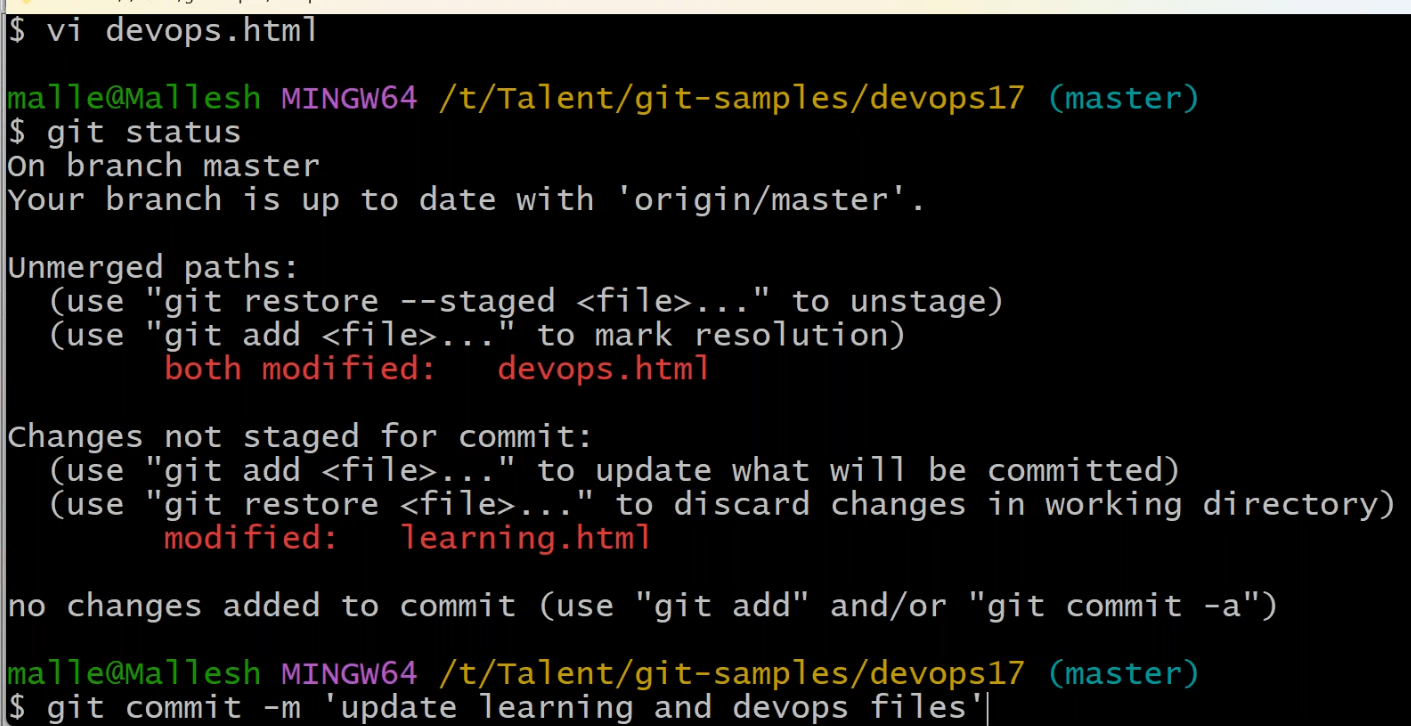 $ vi devops.html
malle@Mallesh MINGW64 /t/Talent/git-samples/devops17 (master)
$ git status
On branch master
Your branch is up to date with 'origin/master'.
Unmerged paths:
(use "git restore --staged <file>..." to unstage)
(use "git add <file>..." to mark resolution)
both modified: devops.html
Changes not staged for commit:
(use "git add <file>..." to update what will be committed)
(use "git restore <file>..." to discard changes in working directory)
modified: learning.html
no changes added to commit (use "git add" and/or "git commit -a")
malle@Mallesh MINGW64 /t/Talent/git-samples/devops17 (master)
$ git commit -m 'update learning and devops files'